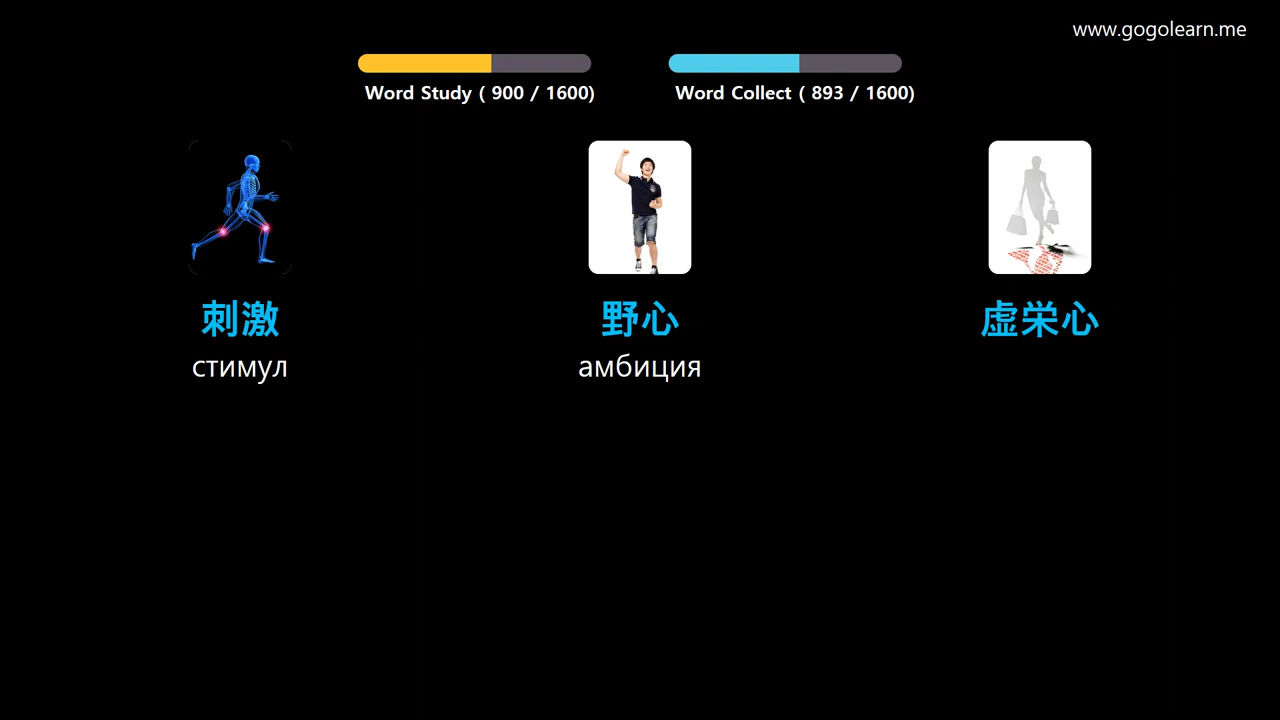 www.gogolearn.me
Word Study ( 900 / 1600)
Word Collect ( 893 / 1600)
刺激
野心
虚栄心
стимул
амбиция